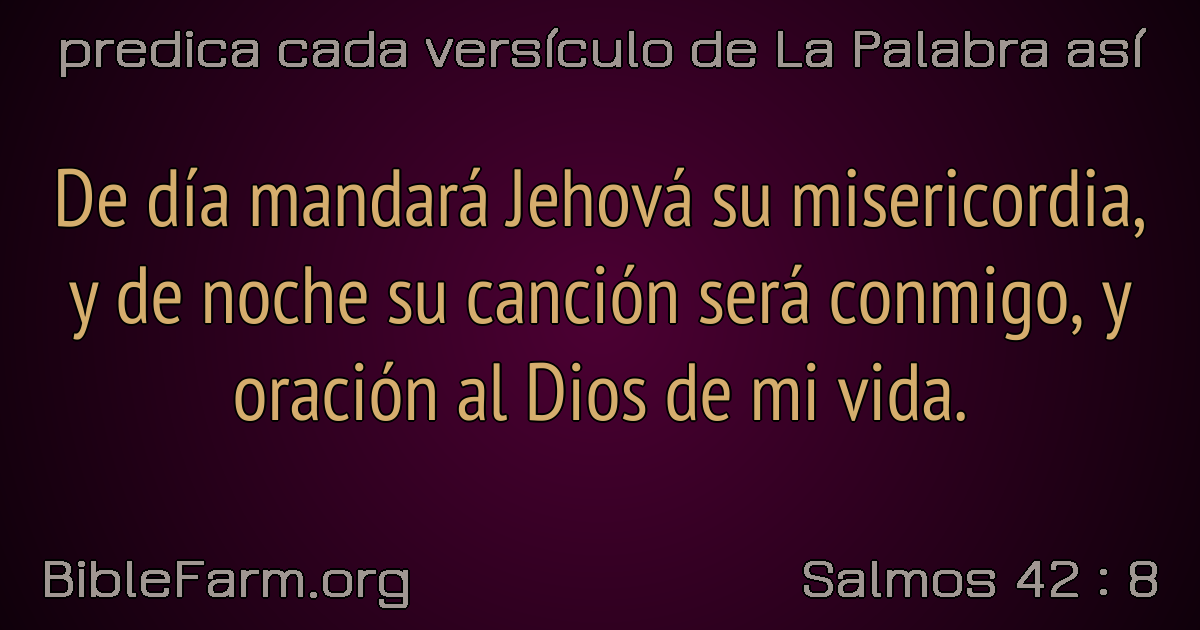 predica cada versículo de La Palabra así
De día mandará Jehová su misericordia,
y de noche su canción será conmigo, y
oración al Dios de mi vida.
BibleFarm.org
Salmos 42 : 8